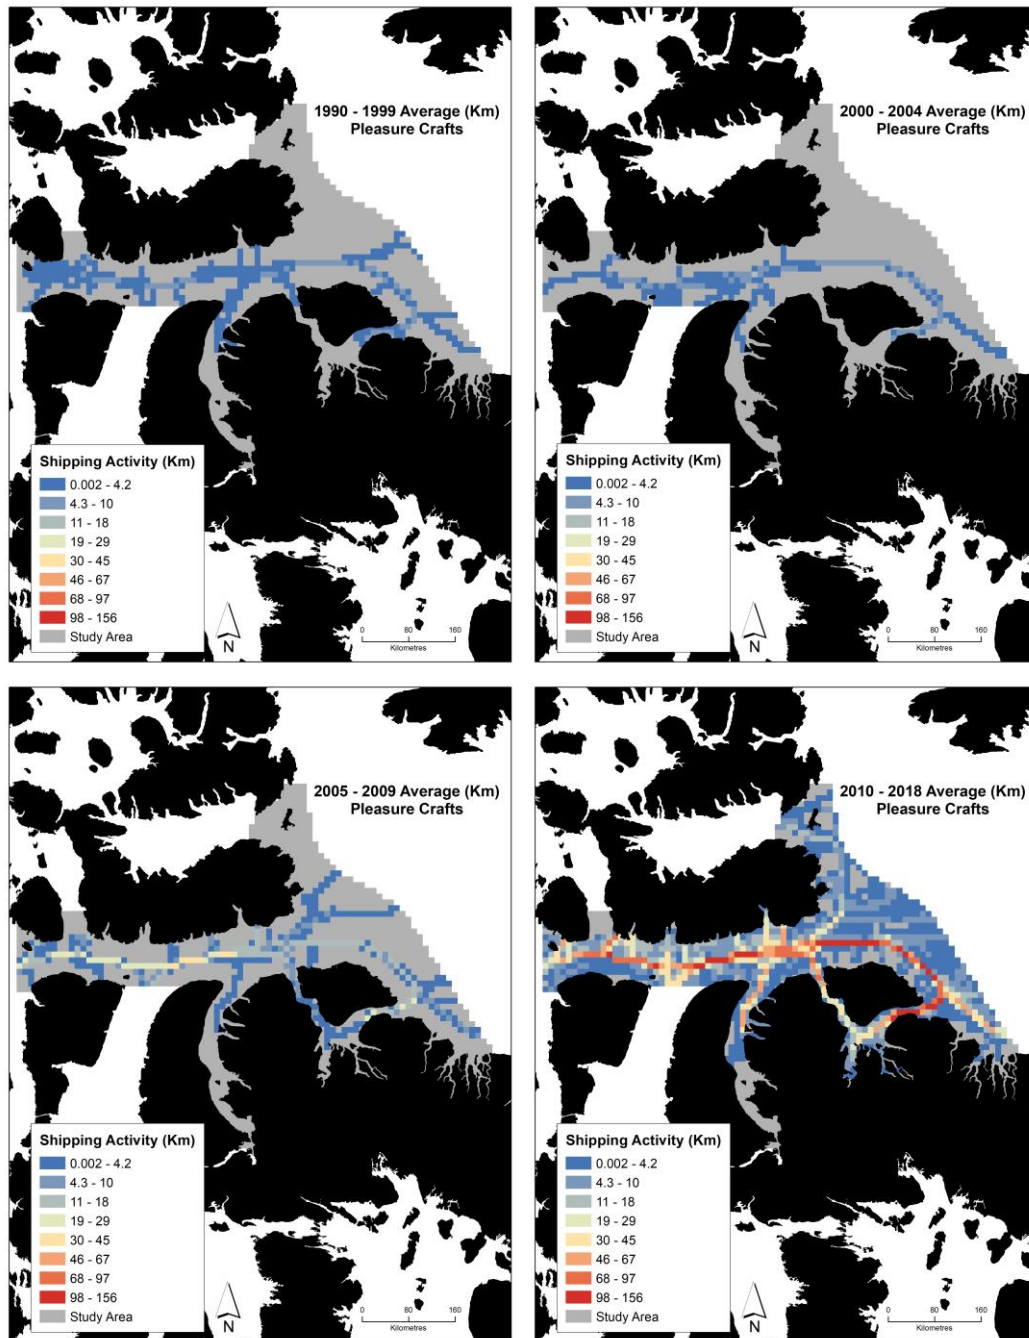 1990 - 1999 Average (Km)
Pleasure Crafts
Shipping Activity (Km)
0.002 - 4.2
4.3 - 10
11 - 18
19 - 29
30 - 45
46 - 67
68 - 97
98 - 156
Study Area
N
0 80 160
Kilometres
2000 - 2004 Average (Km)
Pleasure Crafts
Shipping Activity (Km)
0.002 - 4.2
4.3 - 10
11 - 18
19 - 29
30 - 45
46 - 67
68 - 97
98 - 156
Study Area
N
0 80 160
Kilometres
2005 - 2009 Average (Km)
Pleasure Crafts
Shipping Activity (Km)
0.002 - 4.2
4.3 - 10
11 - 18
19 - 29
30 - 45
46 - 67
68 - 97
98 - 156
Study Area
N
0 80 160
Kilometres
2010 - 2018 Average (Km)
Pleasure Crafts
Shipping Activity (Km)
0.002 - 4.2
4.3 - 10
11 - 18
19 - 29
30 - 45
46 - 67
68 - 97
98 - 156
Study Area
N
0 80 160
Kilometres